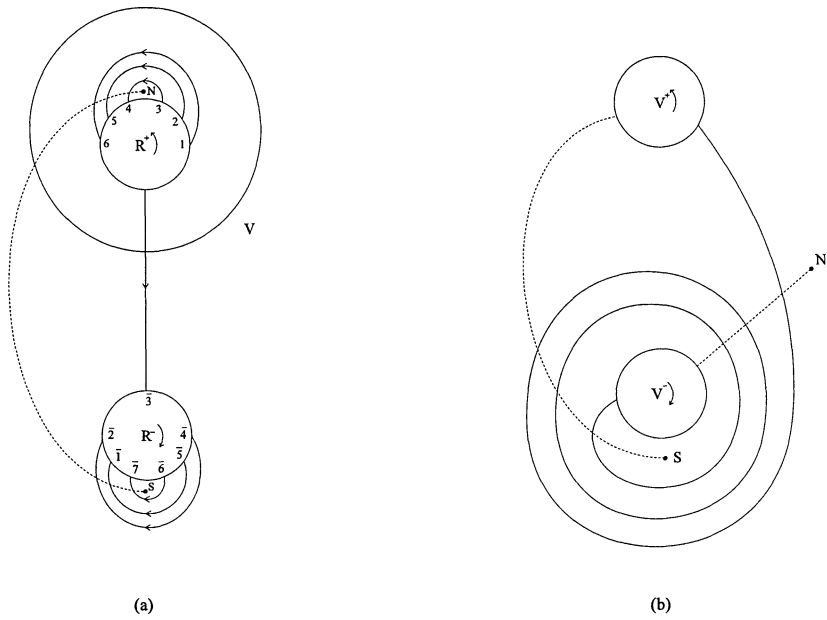 N
4 3
5 2
6 R⁺ 1
V
3̄
2̄ R⁻ 4̄
1̄ 5̄
7̄ 6̄
S
(a)
V⁺
N
V⁻
S
(b)